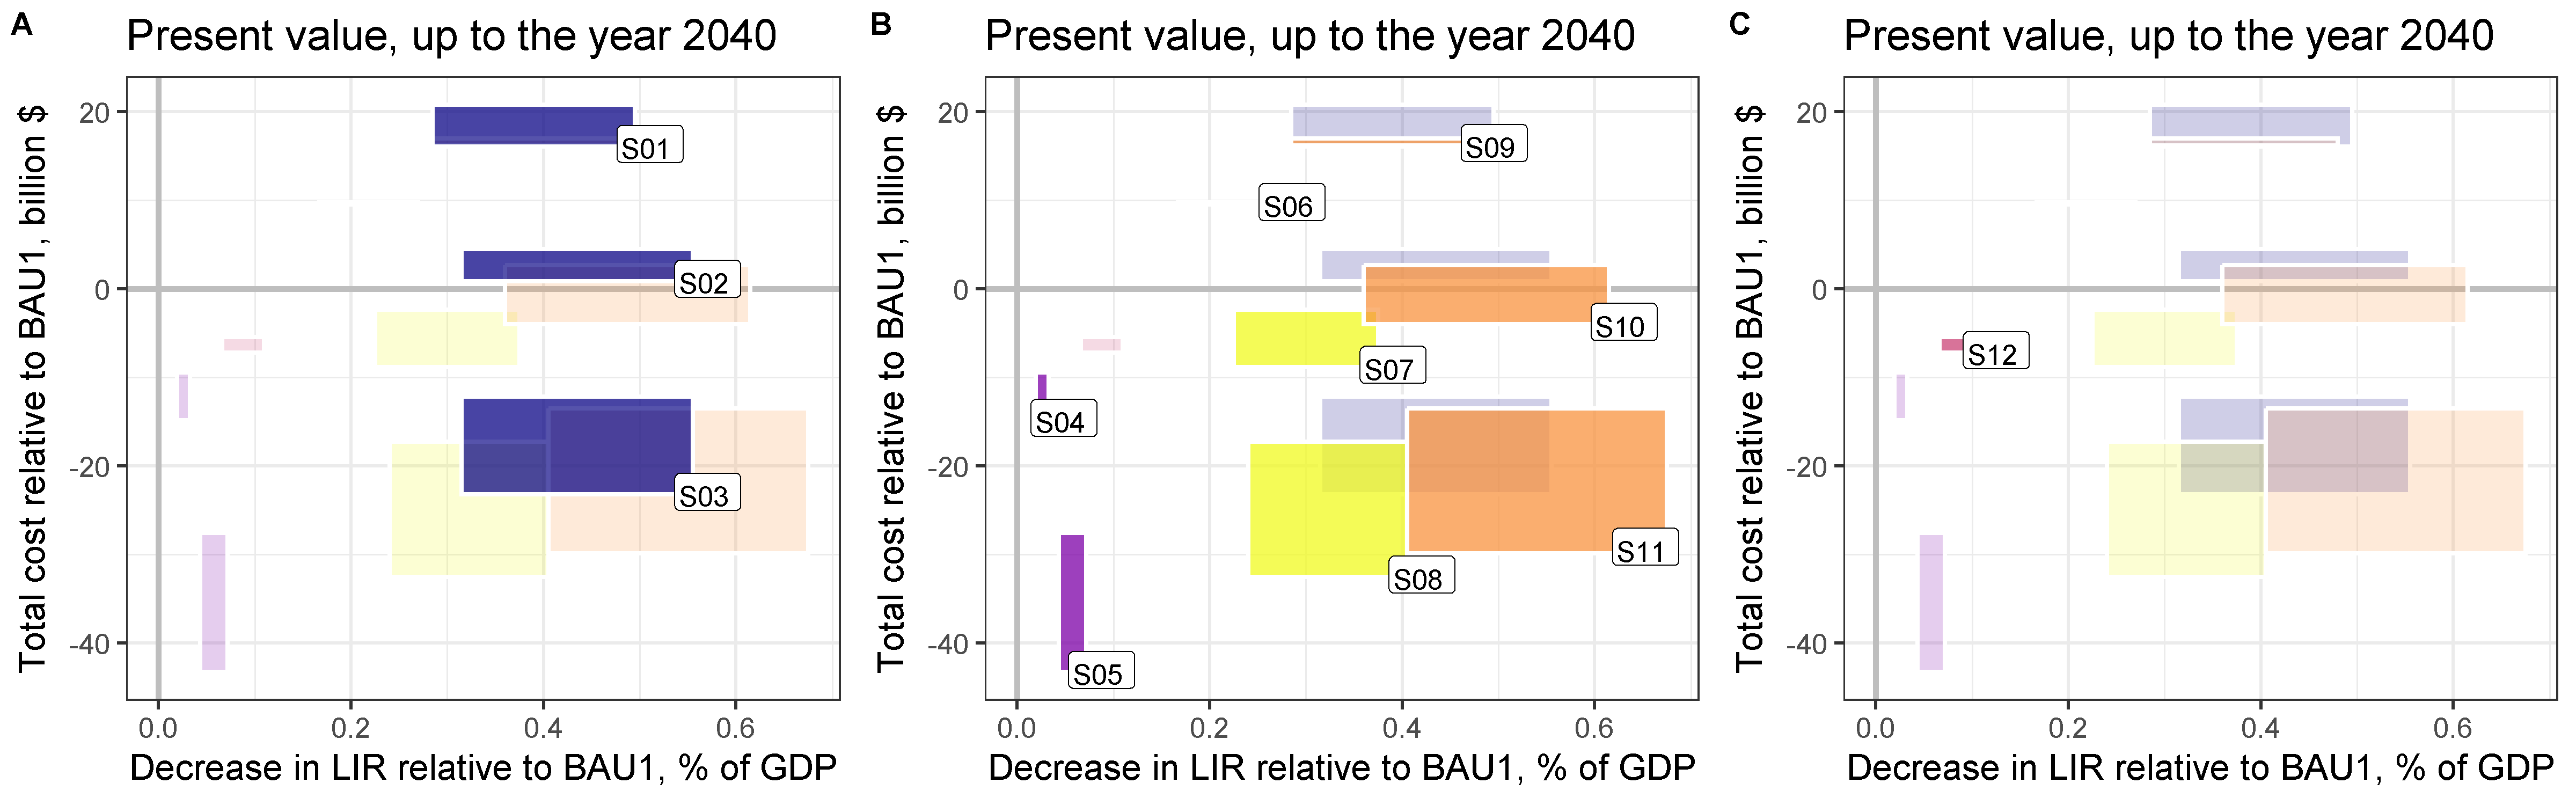 A
Present value, up to the year 2040
Total cost relative to BAU1, billion $
20
0
-20
-40
S01
S02
S03
0.0
0.2
0.4
0.6
Decrease in LIR relative to BAU1, % of GDP
B
Present value, up to the year 2040
Total cost relative to BAU1, billion $
20
0
-20
-40
S09
S06
S10
S07
S04
S11
S08
S05
0.0
0.2
0.4
0.6
Decrease in LIR relative to BAU1, % of GDP
C
Present value, up to the year 2040
Total cost relative to BAU1, billion $
20
0
-20
-40
S12
0.0
0.2
0.4
0.6
Decrease in LIR relative to BAU1, % of GDP